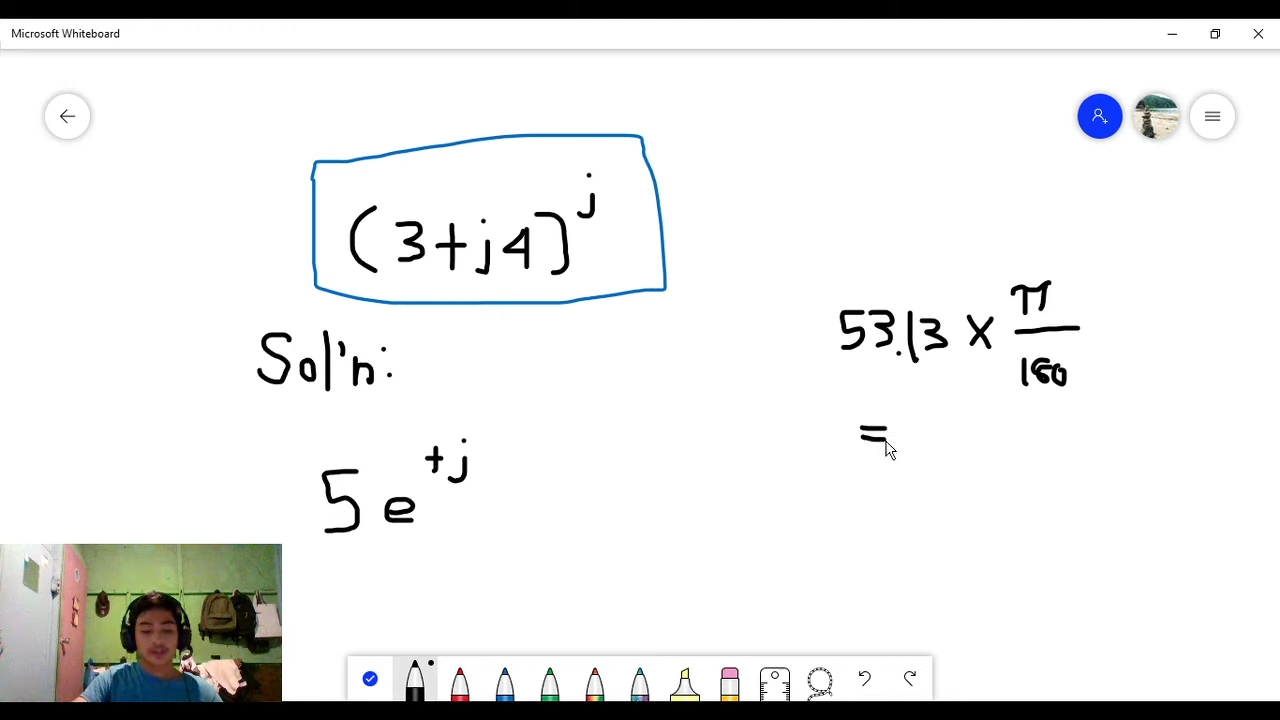 Microsoft Whiteboard
(3+j4)^j
Sol'n:
53.13 × π/180
=
5 e^+j